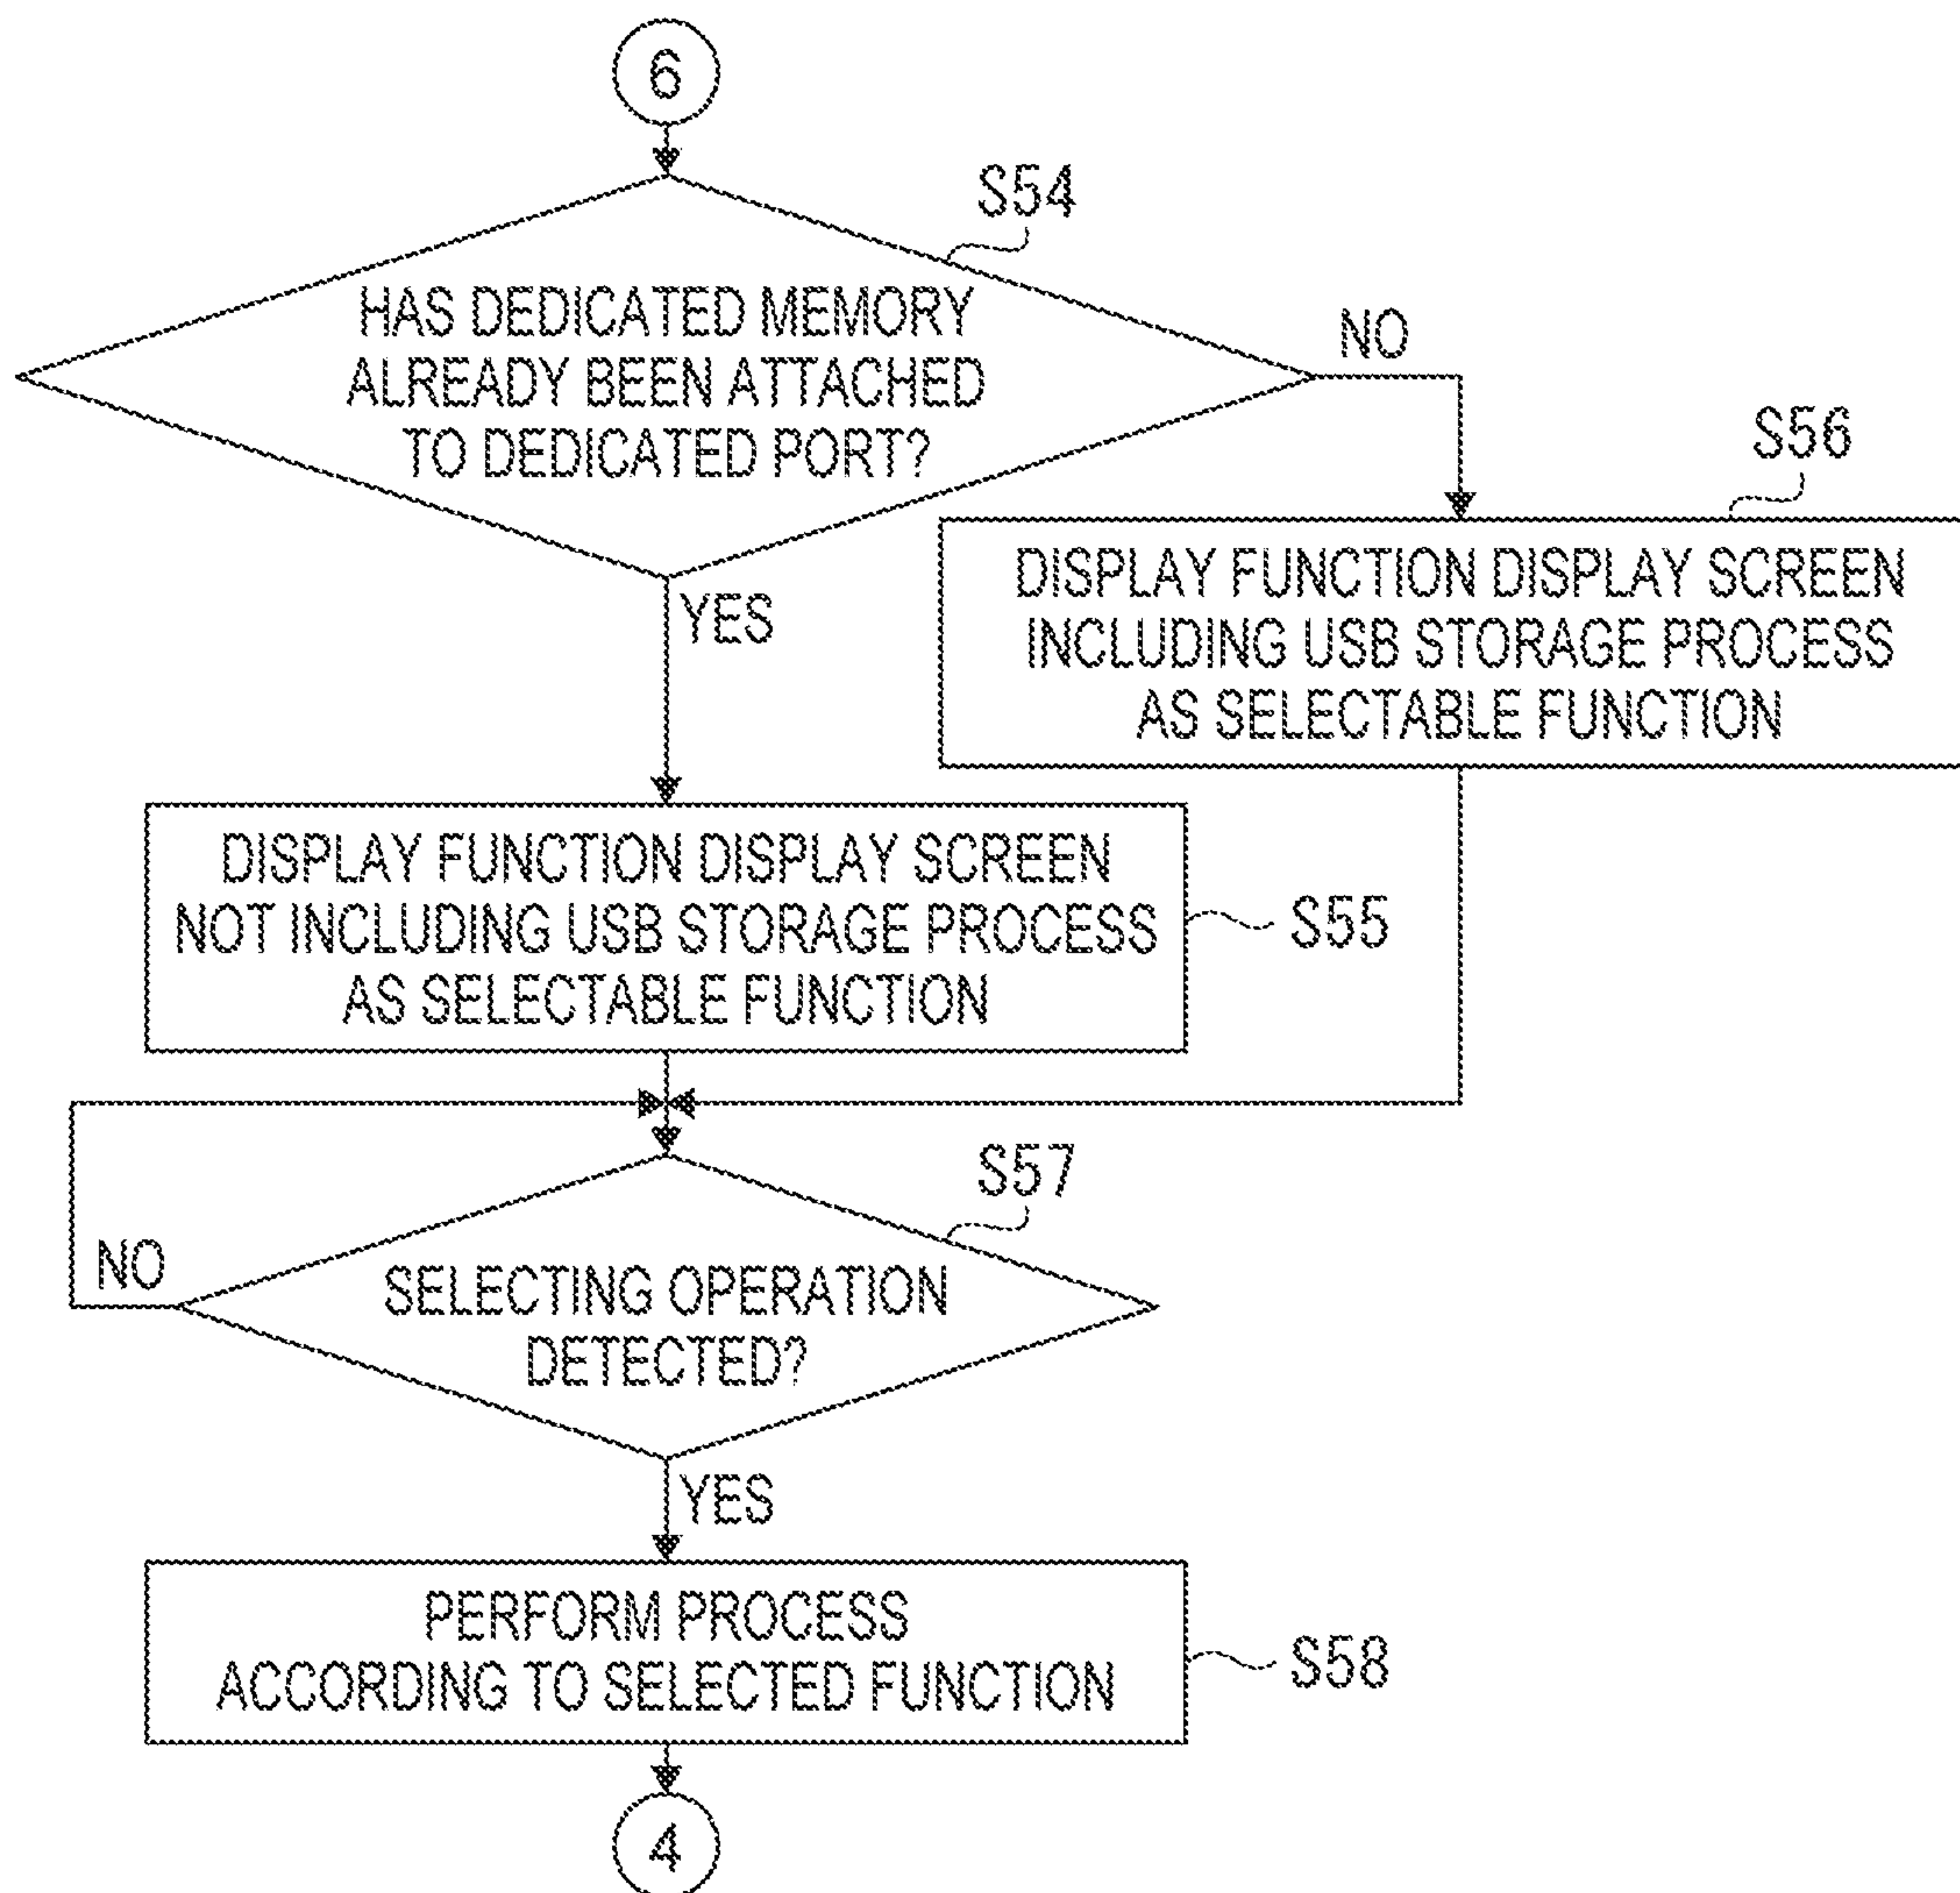 6
S54
HAS DEDICATED MEMORY
ALREADY BEEN ATTACHED
TO DEDICATED PORT?
NO
YES
S56
DISPLAY FUNCTION DISPLAY SCREEN
INCLUDING USB STORAGE PROCESS
AS SELECTABLE FUNCTION
DISPLAY FUNCTION DISPLAY SCREEN
NOT INCLUDING USB STORAGE PROCESS
AS SELECTABLE FUNCTION
S55
S57
NO
SELECTING OPERATION
DETECTED?
YES
PERFORM PROCESS
ACCORDING TO SELECTED FUNCTION
S58
4